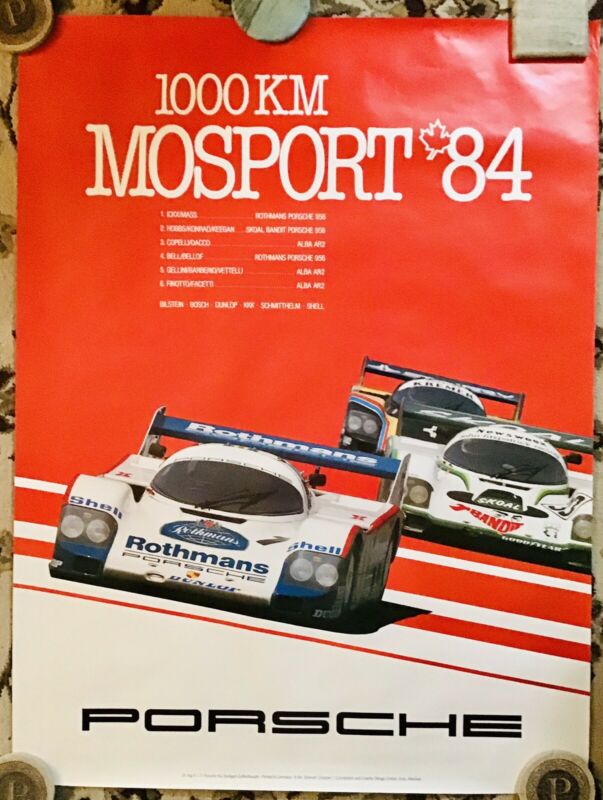 1000 KM
MOSPORT '84
1. ICKX/MASS ROTHMANS PORSCHE 956
2. HOBBS/KONRAD/KEEGAN SKOAL BANDIT PORSCHE 956
3. COPELLI/DACCO ALBA AR2
4. BELL/BELLOF ROTHMANS PORSCHE 956
5. GELLINI/BARBERIO/VETTELLI ALBA AR2
6. FINOTTO/FACETTI ALBA AR2
BILSTEIN · BOSCH · DUNLOP · KKK · SCHMITTHELM · SHELL
KREMER
Newsweek
Rothmans
SKOAL
BANDIT
GOODYEAR
Shell
Rothmans
Shell
Rothmans
PORSCHE
DUNLOP
PORSCHE
P
P
P